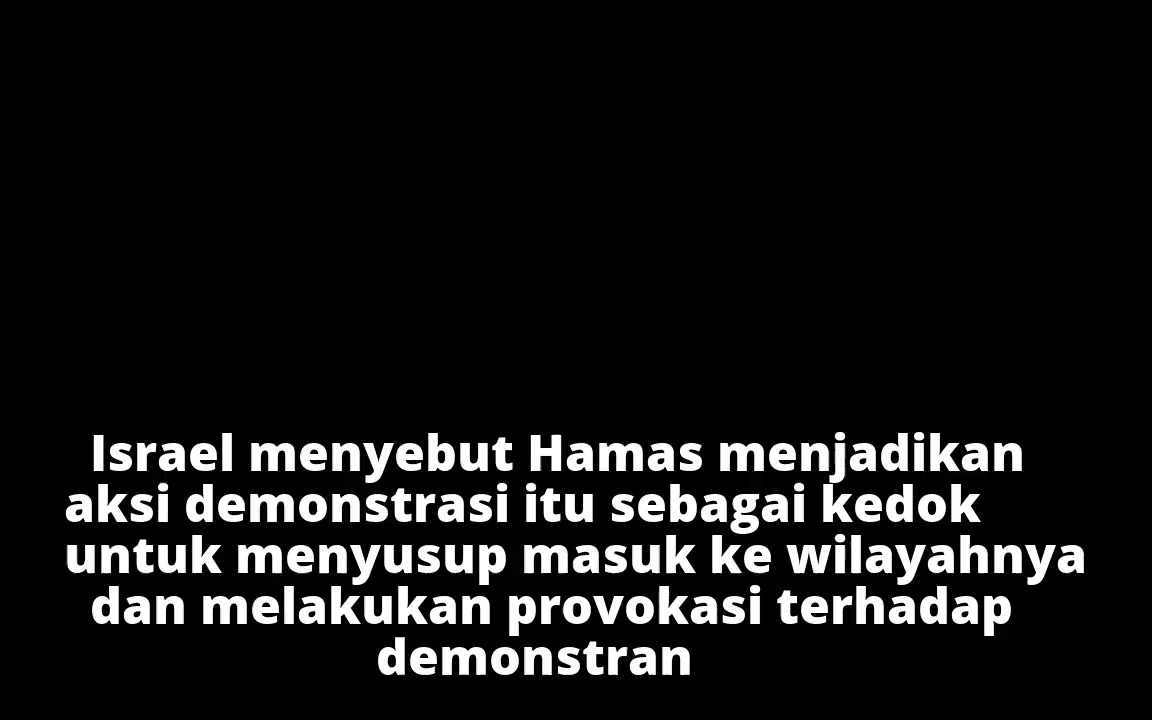 Israel menyebut Hamas menjadikan
aksi demonstrasi itu sebagai kedok
untuk menyusup masuk ke wilayahnya
dan melakukan provokasi terhadap
demonstran